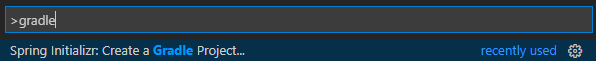 >gradle
Spring Initializr: Create a Gradle Project... recently used